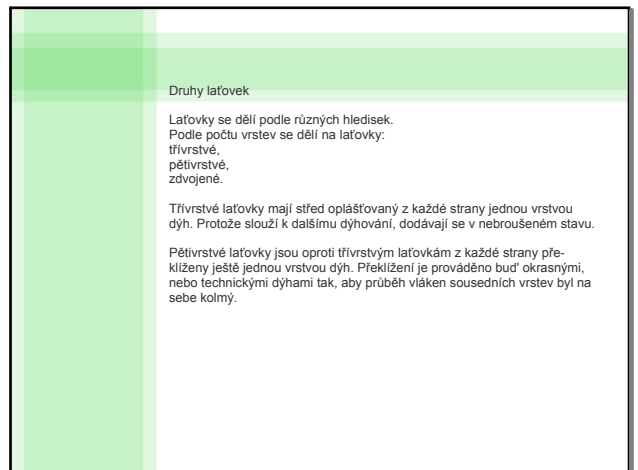 Druhy laťovek
Laťovky se dělí podle různých hledisek.
Podle počtu vrstev se dělí na laťovky:
třívrstvé,
pětivrstvé,
zdvojené.
Třívrstvé laťovky mají střed oplášťovaný z každé strany jednou vrstvou
dýh. Protože slouží k dalšímu dýhování, dodávají se v nebroušeném stavu.
Pětivrstvé laťovky jsou oproti třívrstvým laťovkám z každé strany pře-
klíženy ještě jednou vrstvou dýh. Překlížení je prováděno bud' okrasnými,
nebo technickými dýhami tak, aby průběh vláken sousedních vrstev byl na
sebe kolmý.